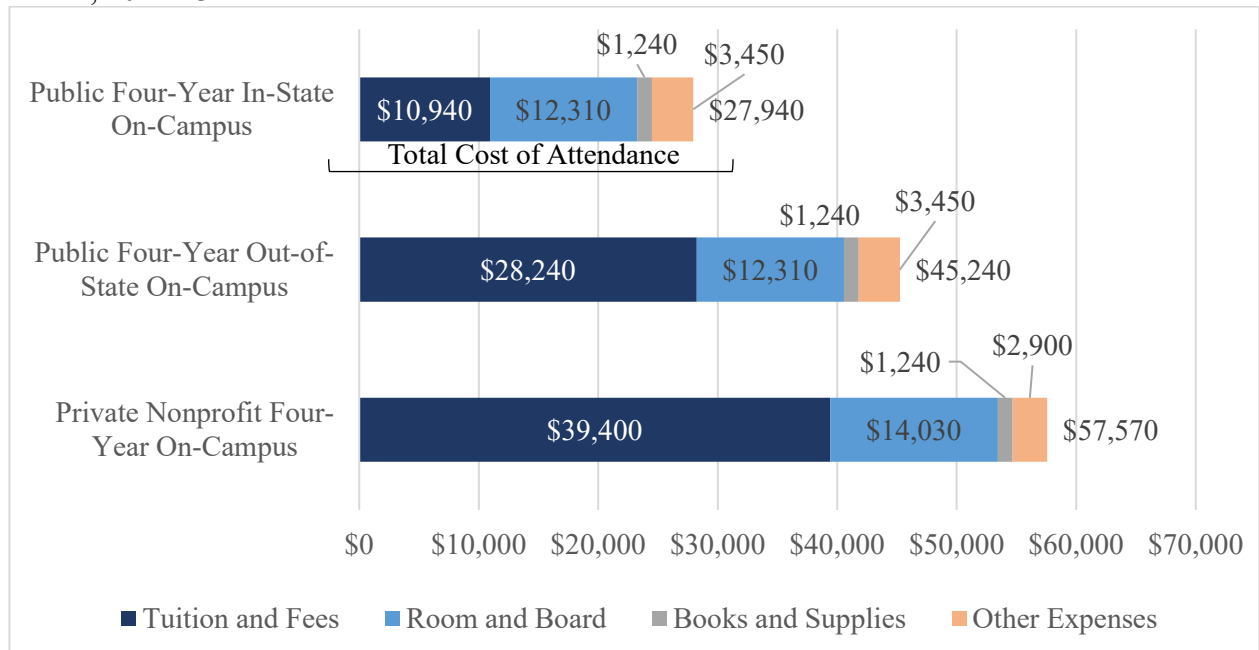 $1,240
$3,450
Public Four-Year In-State
On-Campus
$10,940
$12,310
$27,940
Total Cost of Attendance
$1,240
$3,450
Public Four-Year Out-of-
State On-Campus
$28,240
$12,310
$45,240
$1,240
$2,900
Private Nonprofit Four-
Year On-Campus
$39,400
$14,030
$57,570
$0 $10,000 $20,000 $30,000 $40,000 $50,000 $60,000 $70,000
Tuition and Fees Room and Board Books and Supplies Other Expenses